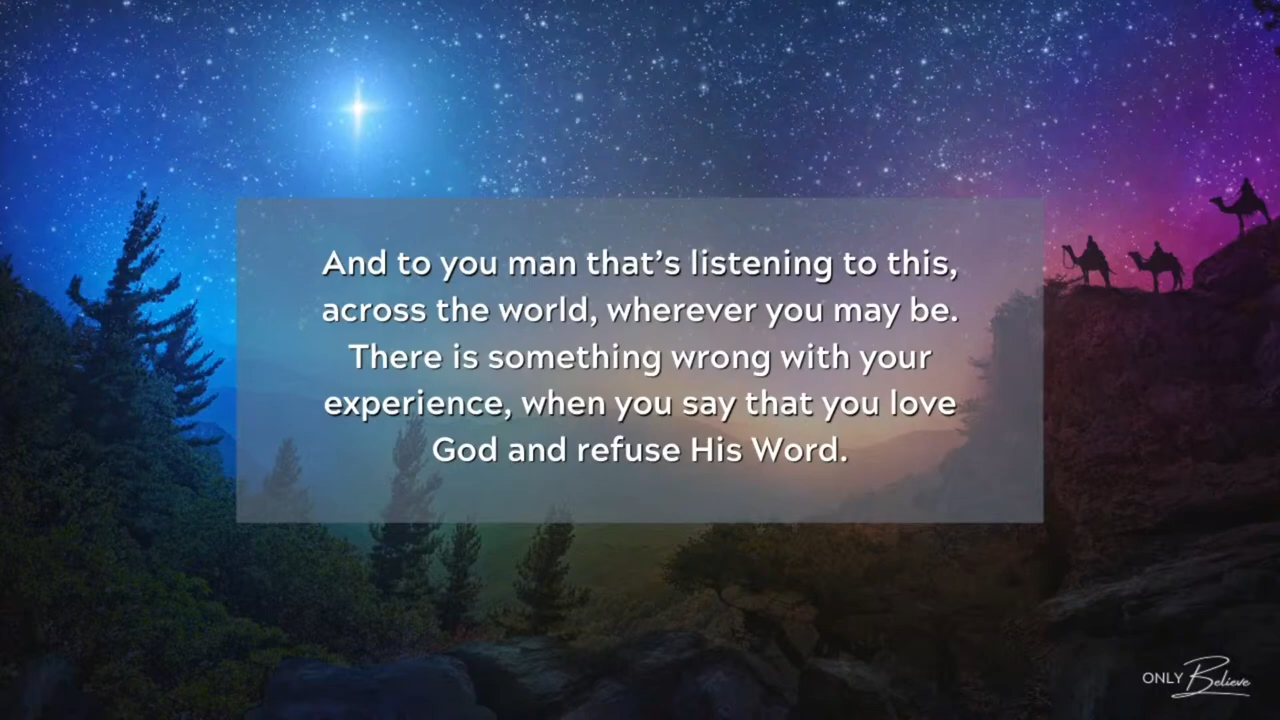 And to you man that's listening to this,
across the world, wherever you may be.
There is something wrong with your
experience, when you say that you love
God and refuse His Word.
ONLY Believe